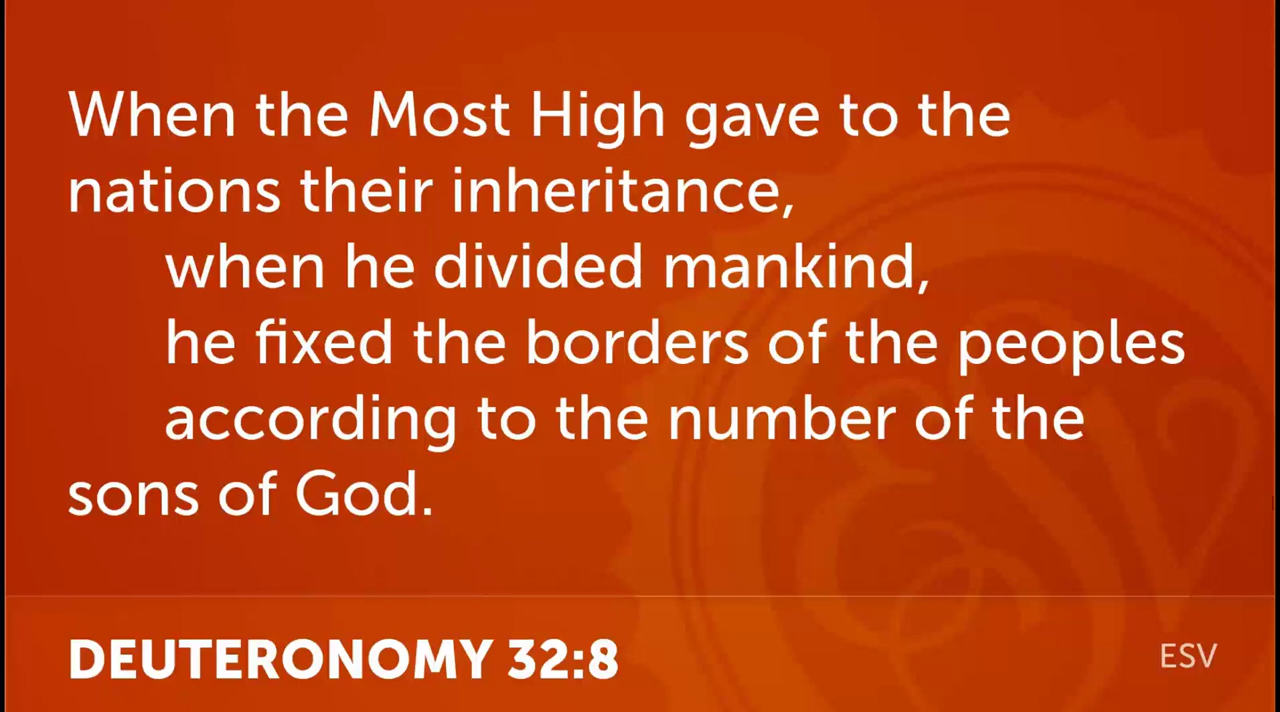 When the Most High gave to the
nations their inheritance,
when he divided mankind,
he fixed the borders of the peoples
according to the number of the
sons of God.
DEUTERONOMY 32:8
ESV
ESV